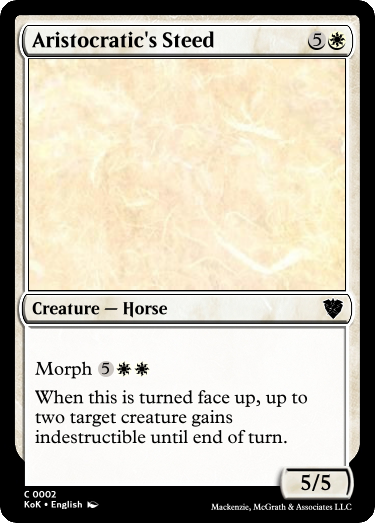 Aristocratic's Steed 5
Creature — Horse
Morph 5
When this is turned face up, up to
two target creature gains
indestructible until end of turn.
5/5
C 0002
KoK • English
Mackenzie, McGrath & Associates LLC